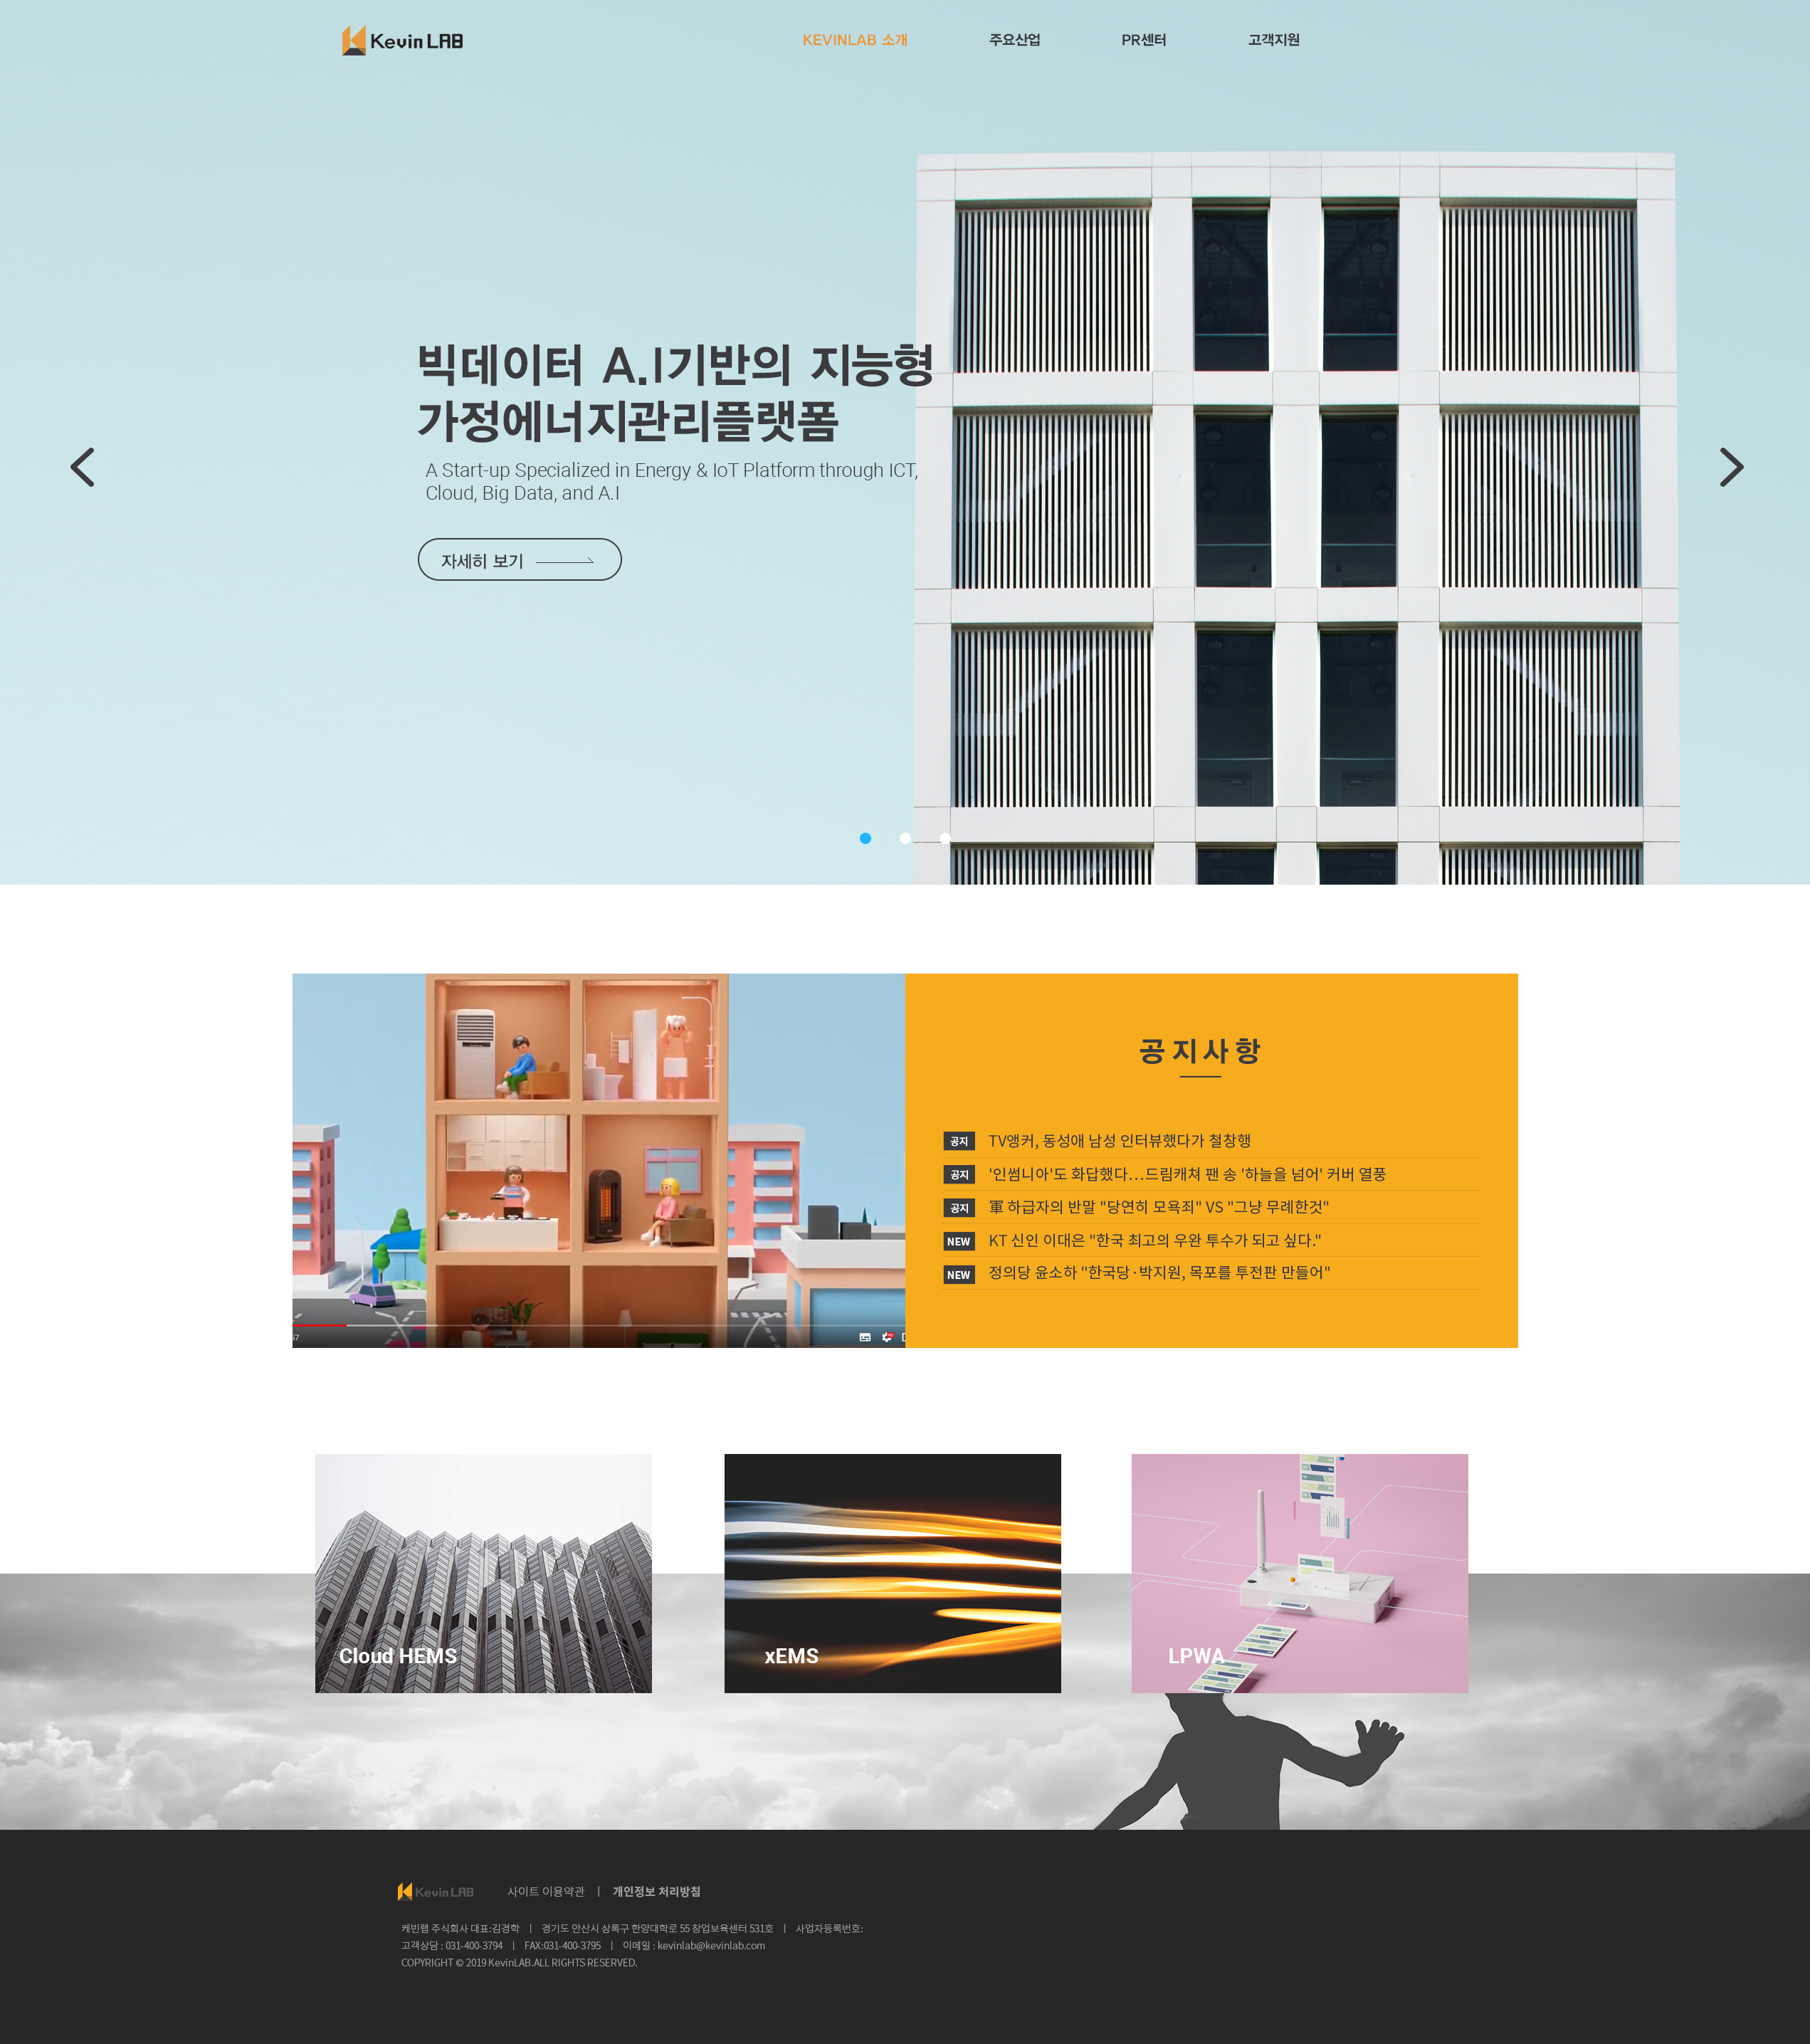 Kevin LAB
KEVINLAB 소개
주요산업
PR센터
고객지원
빅데이터 A.I기반의 지능형
가정에너지관리플랫폼
A Start-up Specialized in Energy & IoT Platform through ICT,
Cloud, Big Data, and A.I
자세히 보기
공지사항
공지 TV앵커, 동성애 남성 인터뷰했다가 철창행
공지 '인썸니아'도 화답했다...드림캐쳐 팬 송 '하늘을 넘어' 커버 열풍
공지 軍 하급자의 반말 "당연히 모욕죄" VS "그냥 무례한것"
NEW KT 신인 이대은 "한국 최고의 우완 투수가 되고 싶다."
NEW 정의당 윤소하 "한국당·박지원, 목포를 투전판 만들어"
57
Cloud HEMS
xEMS
LPWA
Kevin LAB
사이트 이용약관 | 개인정보 처리방침
케빈랩 주식회사 대표:김경학 | 경기도 안산시 상록구 한양대학로 55 창업보육센터 531호 | 사업자등록번호:
고객상담 : 031-400-3794 | FAX:031-400-3795 | 이메일 : kevinlab@kevinlab.com
COPYRIGHT © 2019 KevinLAB.ALL RIGHTS RESERVED.